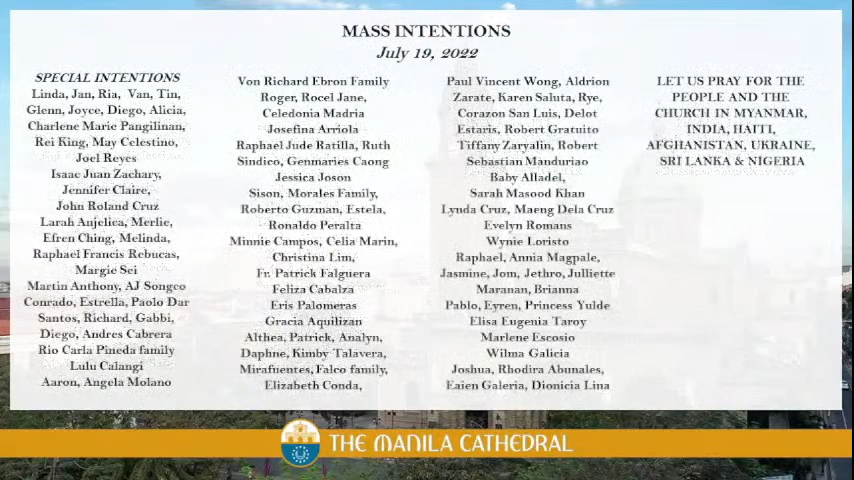 MASS INTENTIONS
July 19, 2022
SPECIAL INTENTIONS
Linda, Jan, Ria, Van, Tin,
Glenn, Joyce, Diego, Alicia,
Charlene Marie Pangilinan,
Rei King, May Celestino,
Joel Reyes
Isaac Juan Zachary,
Jennifer Claire,
John Roland Cruz
Larah Anjelica, Merlie,
Efren Ching, Melinda,
Raphael Francis Rebucas,
Margie Sei
Martin Anthony, AJ Songco
Conrado, Estrella, Paolo Dar
Santos, Richard, Gabbi,
Diego, Andres Cabrera
Rio Carla Pineda family
Lulu Calangi
Aaron, Angela Molano
Von Richard Ebron Family
Roger, Rocel Jane,
Celedonia Madria
Josefina Arriola
Raphael Jude Ratilla, Ruth
Sindico, Genmaries Caong
Jessica Joson
Sison, Morales Family,
Roberto Guzman, Estela,
Ronaldo Peralta
Minnie Campos, Celia Marin,
Christina Lim,
Fr. Patrick Falguera
Feliza Cabalza
Eris Palomeras
Gracia Aquilizan
Althea, Patrick, Analyn,
Daphne, Kimby Talavera,
Mirafuentes, Falco family,
Elizabeth Conda,
Paul Vincent Wong, Aldrion
Zarate, Karen Saluta, Rye,
Corazon San Luis, Delot
Estaris, Robert Gratuito
Tiffany Zaryalin, Robert
Sebastian Manduriao
Baby Alladel,
Sarah Masood Khan
Lynda Cruz, Maeng Dela Cruz
Evelyn Romans
Wynie Loristo
Raphael, Annia Magpale,
Jasmine, Jom, Jethro, Julliette
Maranan, Brianna
Pablo, Eyren, Princess Yulde
Elisa Eugenia Taroy
Marlene Escosio
Wilma Galicia
Joshua, Rhodira Abunales,
Eaien Galeria, Dionicia Lina
LET US PRAY FOR THE
PEOPLE AND THE
CHURCH IN MYANMAR,
INDIA, HAITI,
AFGHANISTAN, UKRAINE,
SRI LANKA & NIGERIA
THE MANILA CATHEDRAL